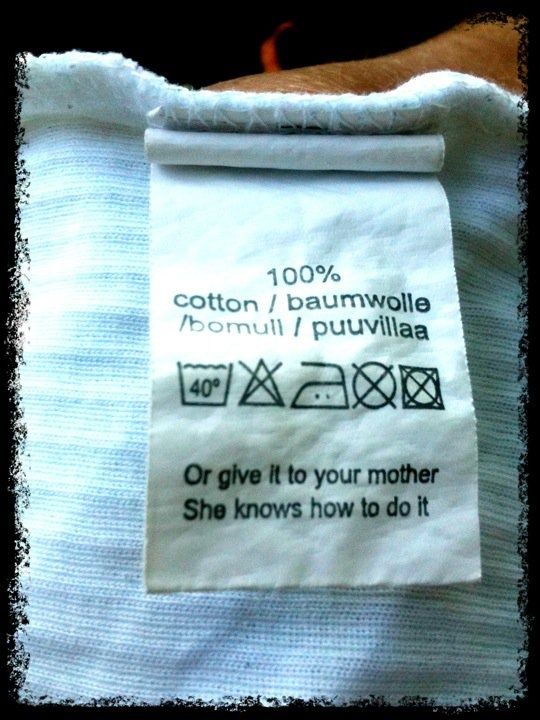 100%
cotton / baumwolle
/bomull / puuvillaa
40°
Or give it to your mother
She knows how to do it